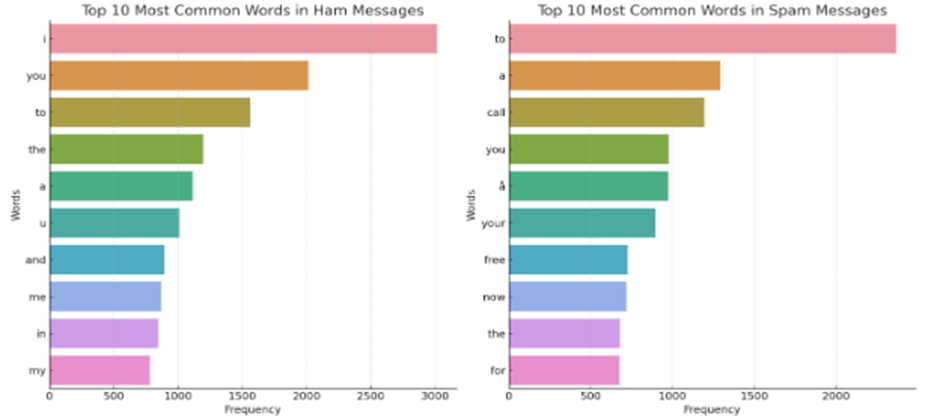 Top 10 Most Common Words in Ham Messages
i
you
to
the
a
u
and
me
in
my
Words
0 500 1000 1500 2000 2500 3000
Frequency
Top 10 Most Common Words in Spam Messages
to
a
call
you
å
your
free
now
the
for
Words
0 500 1000 1500 2000
Frequency